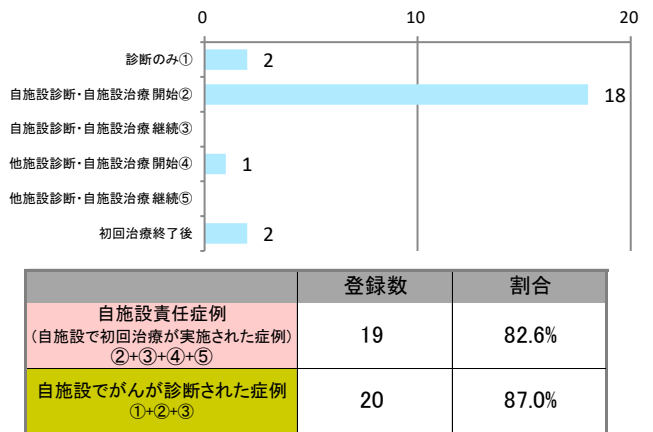 0 10 20
診断のみ① 2
自施設診断・自施設治療 開始② 18
自施設診断・自施設治療 継続③
他施設診断・自施設治療 開始④ 1
他施設診断・自施設治療 継続⑤
初回治療終了後 2
登録数 割合
自施設責任症例
(自施設で初回治療が実施された症例) 19 82.6%
②+③+④+⑤
自施設でがんが診断された症例 20 87.0%
①+②+③